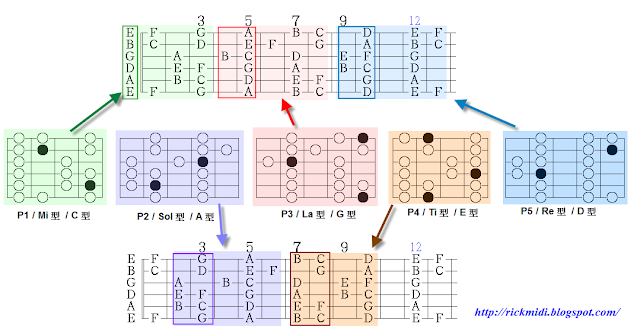 3 5 7 9 12
E F G A B C D E F
B C D E F G A B C
G A B C D E F G
D E F G A B C D
A B C D E F G A
E F G A B C D E F
P1 / Mi 型 / C 型
P2 / Sol 型 / A 型
P3 / La 型 / G 型
P4 / Ti 型 / E 型
P5 / Re 型 / D 型
3 5 7 9 12
E F G A B C D E F
B C D E F G A B C
G A B C D E F G
D E F G A B C D
A B C D E F G A
E F G A B C D E F
http://rickmidi.blogspot.com/